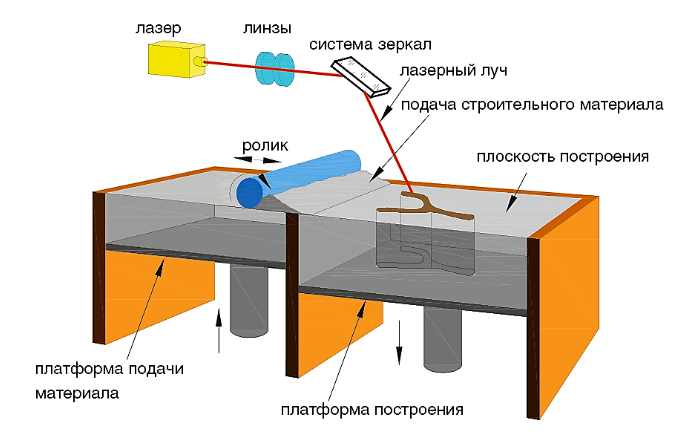 лазер
линзы
система зеркал
лазерный луч
подача строительного материала
ролик
плоскость построения
платформа подачи
материала
платформа построения